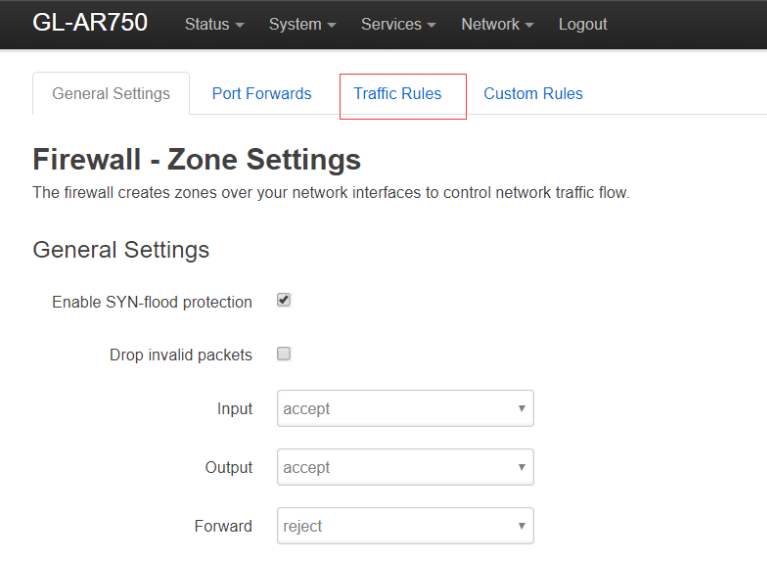 GL-AR750 Status System Services Network Logout
General Settings Port Forwards Traffic Rules Custom Rules
Firewall - Zone Settings
The firewall creates zones over your network interfaces to control network traffic flow.
General Settings
Enable SYN-flood protection
Drop invalid packets
Input accept
Output accept
Forward reject